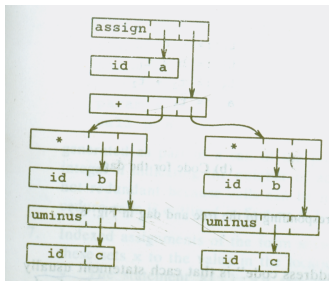 assign
id a
+
* *
id b id b
uminus uminus
id c id c